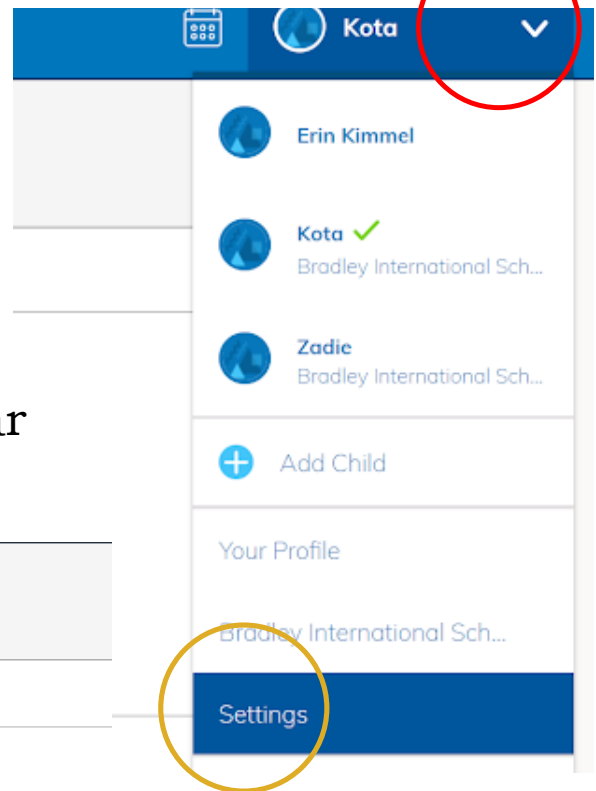 Kota
Erin Kimmel
Kota
Bradley International Sch...
Zadie
Bradley International Sch...
Add Child
Your Profile
Bradley International Sch...
Settings